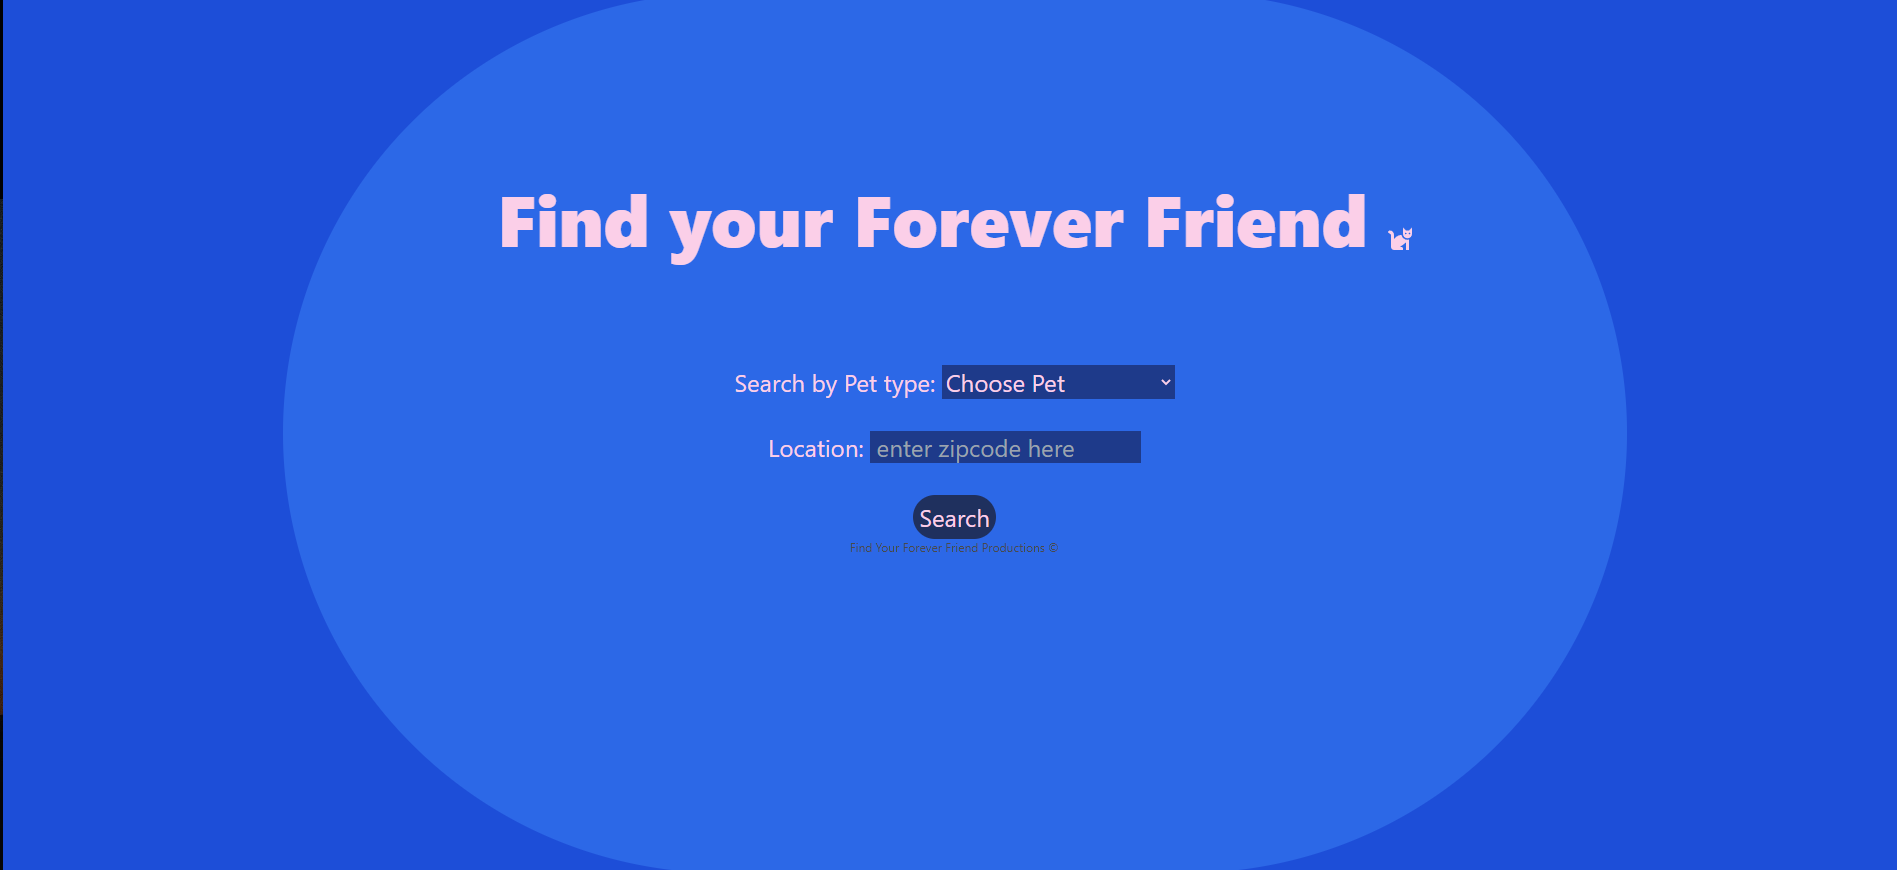 Find your Forever Friend
Search by Pet type: Choose Pet
Location: enter zipcode here
Search
Find Your Forever Friend Productions ©